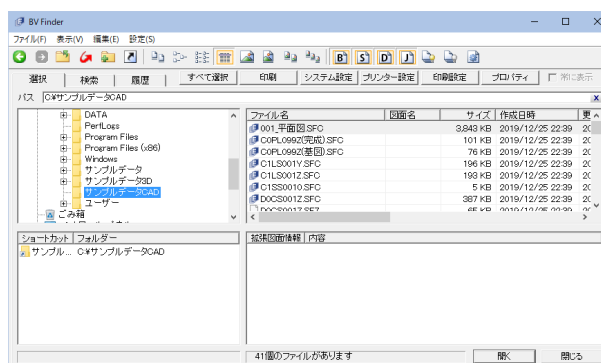 BV Finder
ファイル(F) 表示(V) 編集(E) 設定(S)
B S D J
選択 検索 履歴 すべて選択 印刷 システム設定 プリンター設定 印刷設定 プロパティ 常に表示
パス C:¥サンプルデータCAD
DATA
PerfLogs
Program Files
Program Files (x86)
Windows
サンプルデータ
サンプルデータ3D
サンプルデータCAD
ユーザー
ごみ箱
ファイル名 図面名 サイズ 作成日時 更
001_平面図.SFC 3,843 KB 2019/12/25 22:39 20
C0PL099Z(完成).SFC 101 KB 2019/12/25 22:39 20
C0PL099Z(基図).SFC 76 KB 2019/12/25 22:39 20
C1LS001Y.SFC 196 KB 2019/12/25 22:39 20
C1LS001Z.SFC 193 KB 2019/12/25 22:39 20
C1SS0010.SFC 5 KB 2019/12/25 22:39 20
D0CS001Z.SFC 387 KB 2019/12/25 22:39 20
ショートカット フォルダー
サンプル... C:¥サンプルデータCAD
拡張図面情報 内容
41個のファイルがあります
開く 閉じる